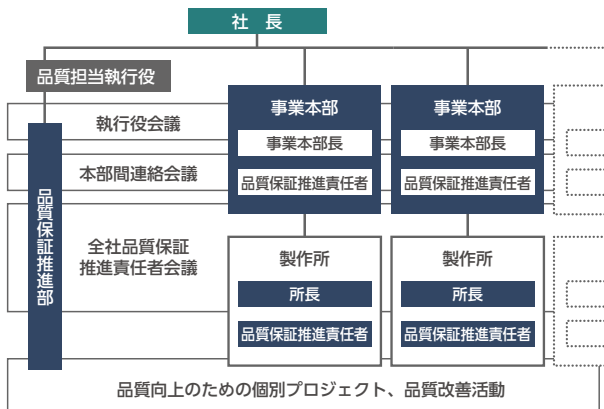 社長
品質担当執行役
執行役会議
本部間連絡会議
全社品質保証
推進責任者会議
品質保証推進部
事業本部
事業本部長
品質保証推進責任者
事業本部
事業本部長
品質保証推進責任者
製作所
所長
品質保証推進責任者
製作所
所長
品質保証推進責任者
品質向上のための個別プロジェクト、品質改善活動